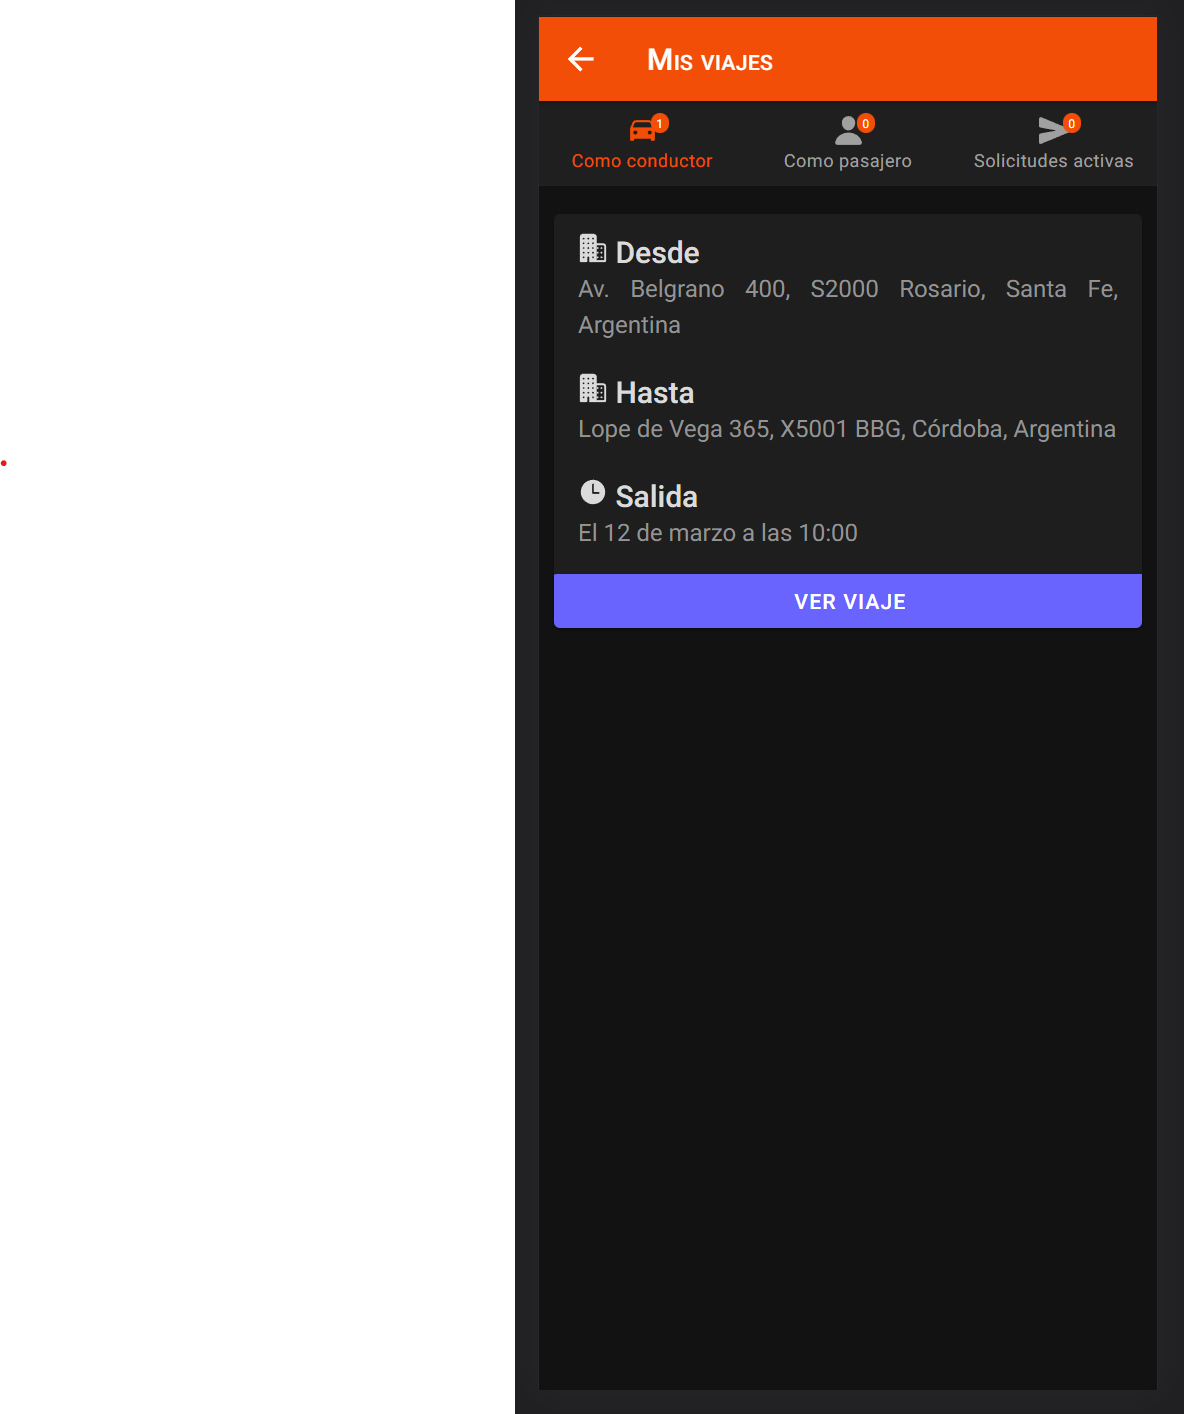 Mis viajes
1
0
0
Como conductor
Como pasajero
Solicitudes activas
Desde
Av. Belgrano 400, S2000 Rosario, Santa Fe,
Argentina
Hasta
Lope de Vega 365, X5001 BBG, Córdoba, Argentina
Salida
El 12 de marzo a las 10:00
VER VIAJE